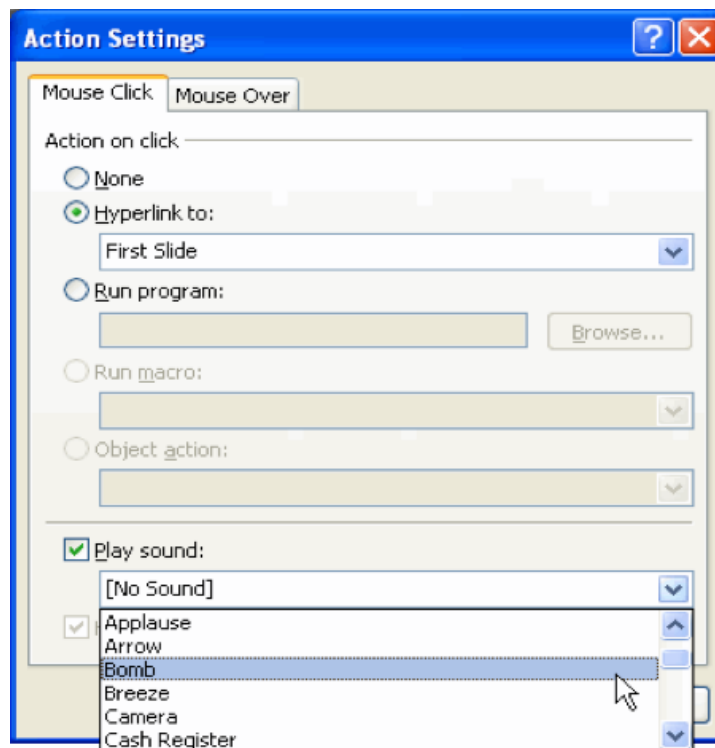 Action Settings
Mouse Click Mouse Over
Action on click
None
Hyperlink to:
First Slide
Run program:
Browse...
Run macro:
Object action:
Play sound:
[No Sound]
Applause
Arrow
Bomb
Breeze
Camera
Cash Register